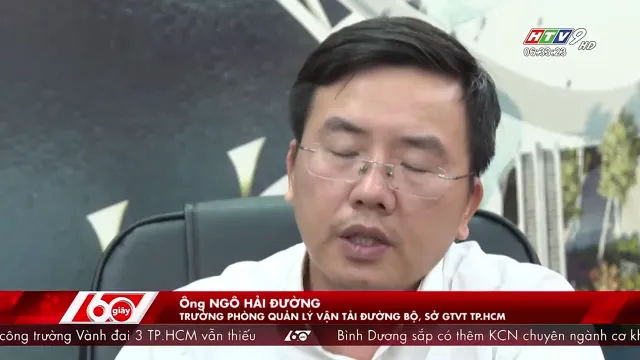 HTV9 HD
06:33:23
60 giây
Ông NGÔ HẢI ĐƯỜNG
TRƯỞNG PHÒNG QUẢN LÝ VẬN TẢI ĐƯỜNG BỘ, SỞ GTVT TP.HCM
công trường Vành đai 3 TP.HCM vẫn thiếu 60 Bình Dương sắp có thêm KCN chuyên ngành cơ kh